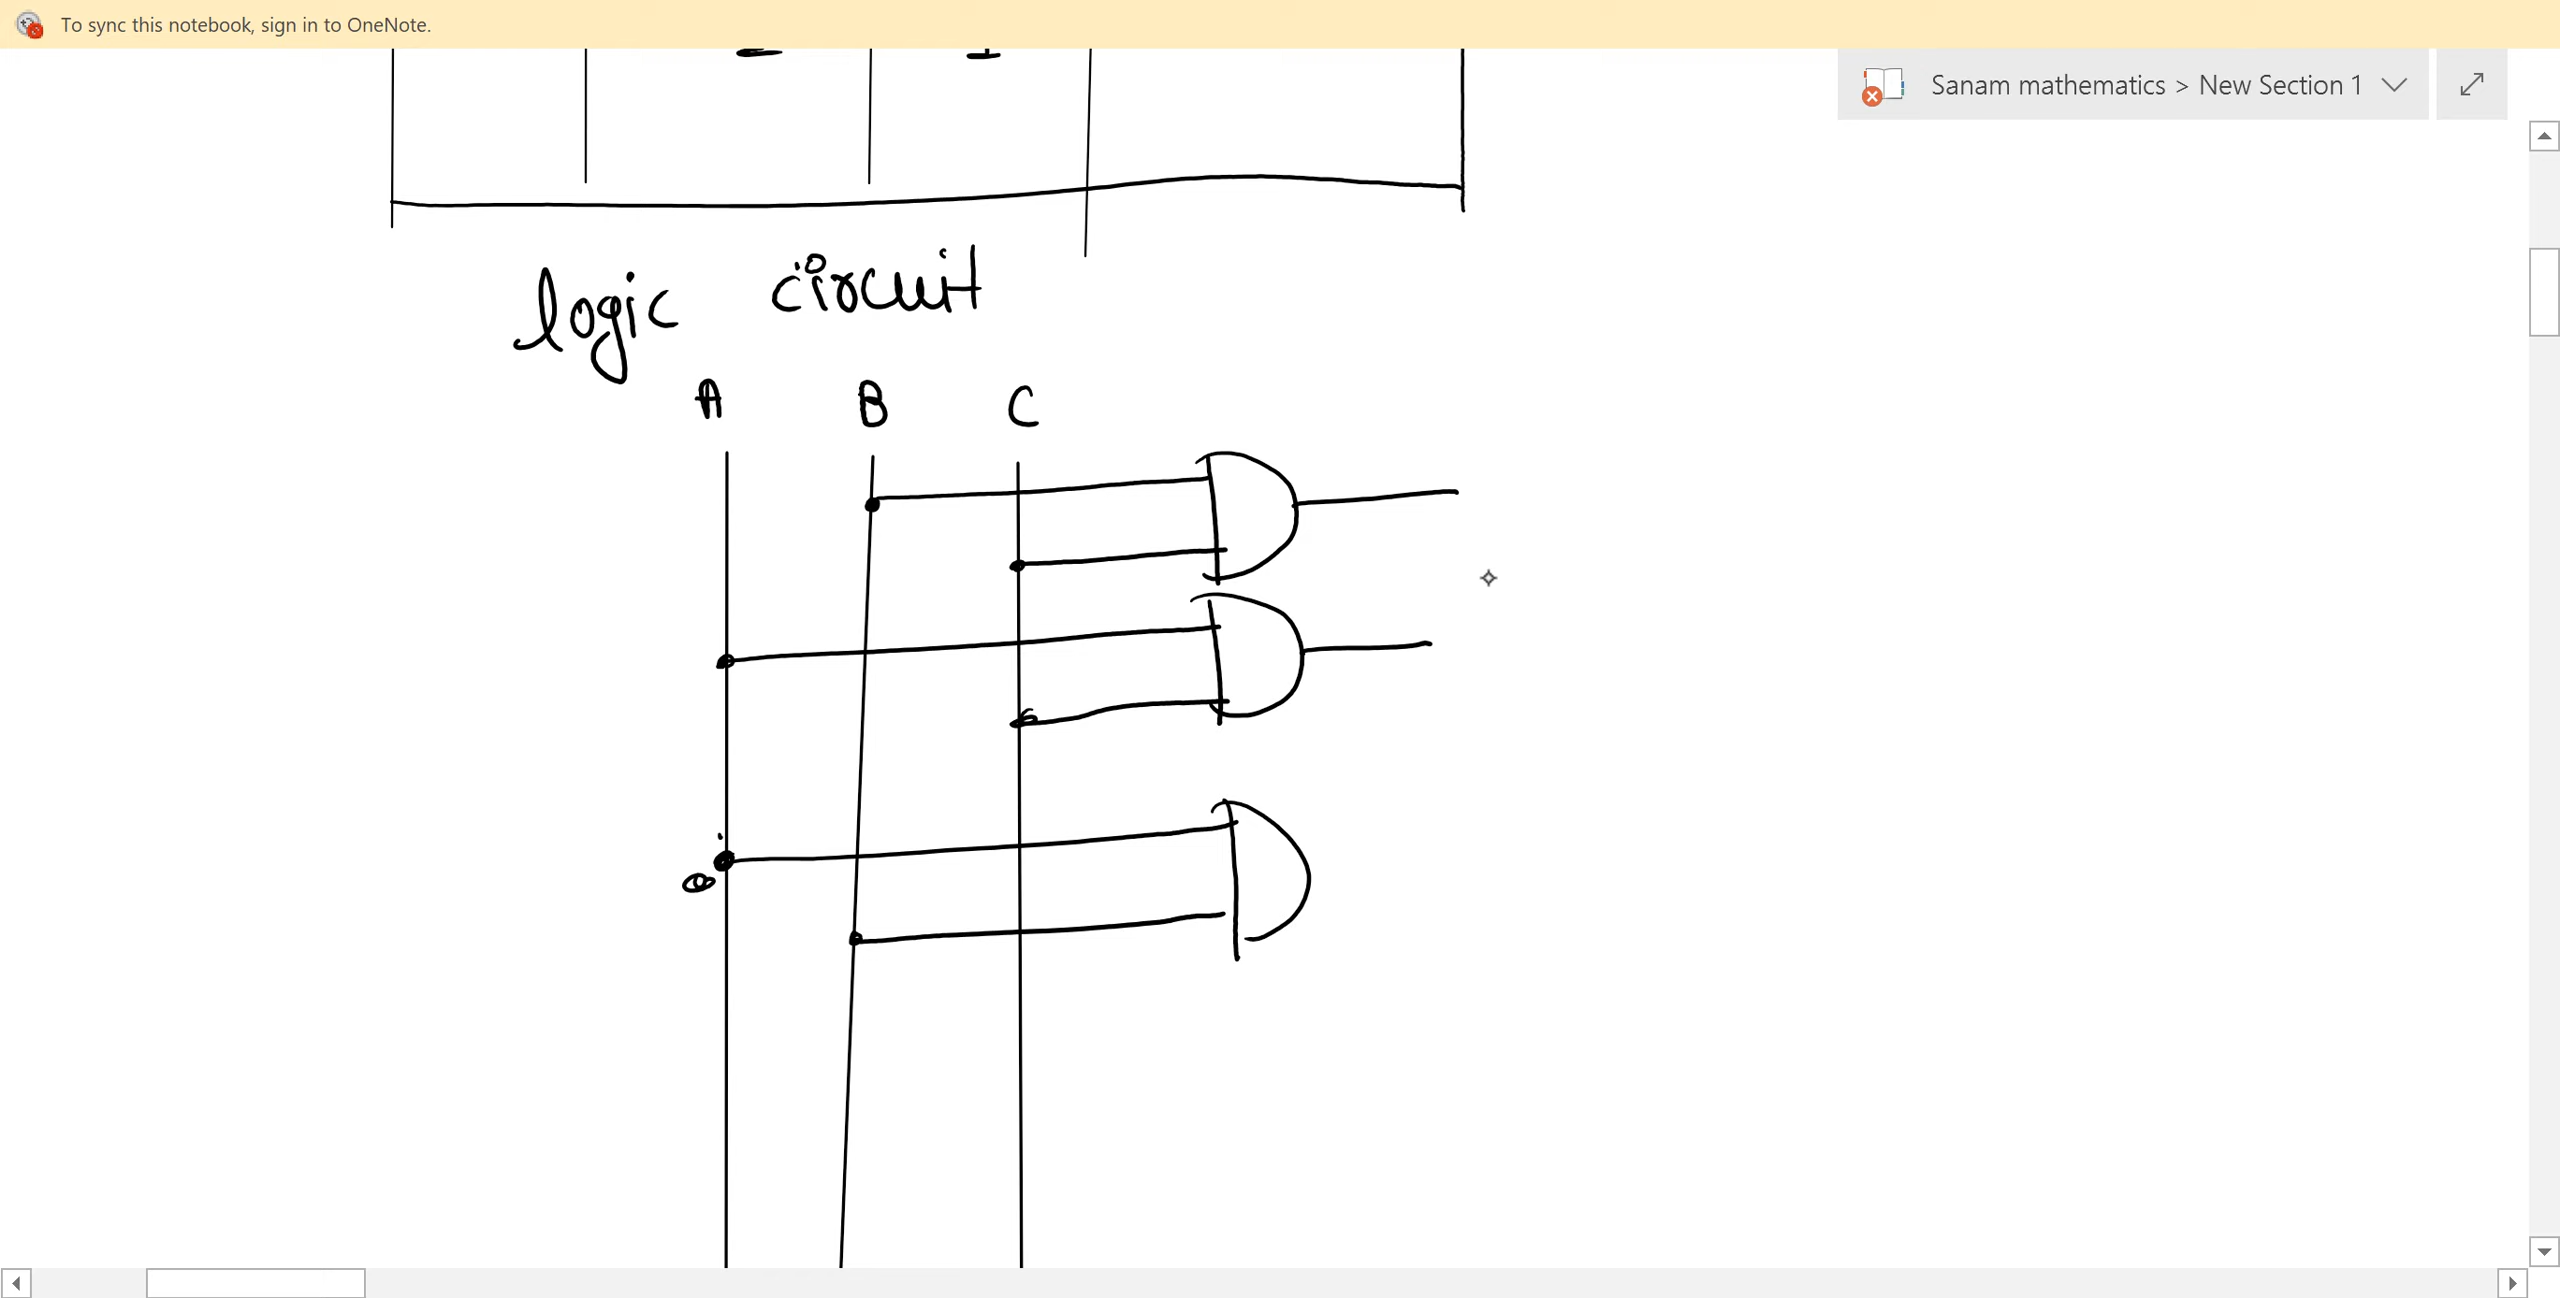 To sync this notebook, sign in to OneNote.
Sanam mathematics > New Section 1
logic circuit
A B C